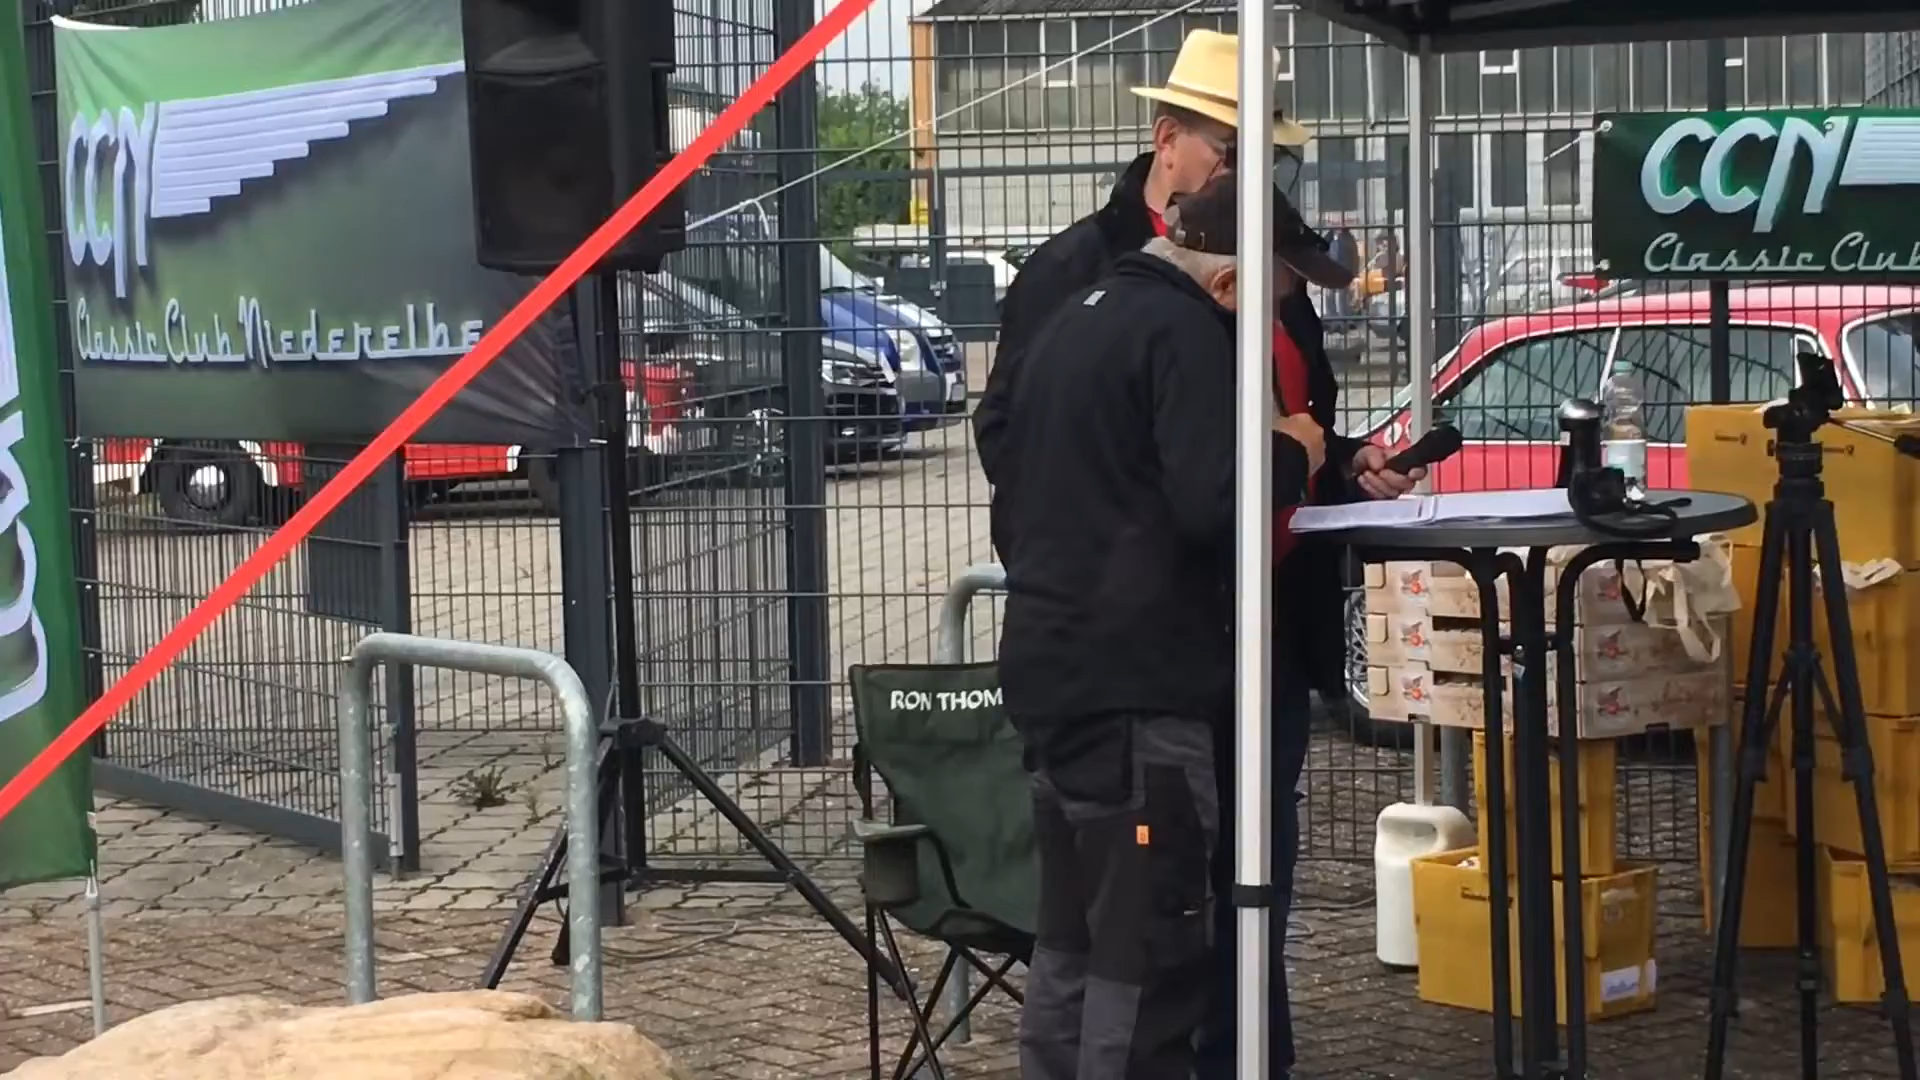 CCN
Classic Club Niederelbe
CCN
Classic Club
RON THOM